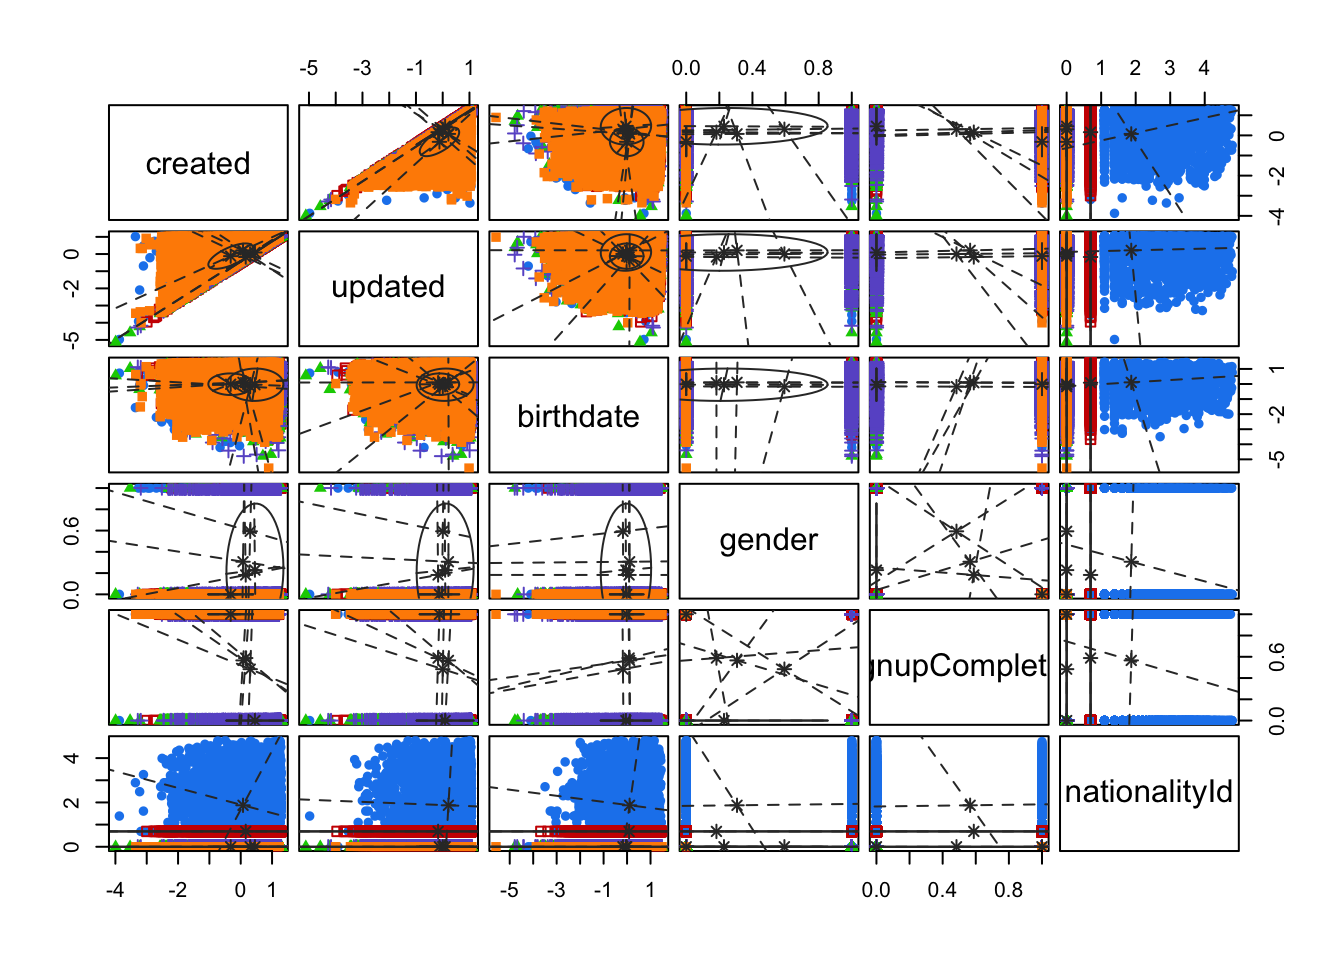 -5 -3 -1 1 0.0 0.4 0.8 0 1 2 4
created
0 -2 -4
0 -2 -5
updated
birthdate
1 -2 -5
0.0 0.6
gender
gnupComplet
0.0 0.6
0 2 4
nationalityId
-4 -2 0 1 -5 -3 -1 1 0.0 0.4 0.8